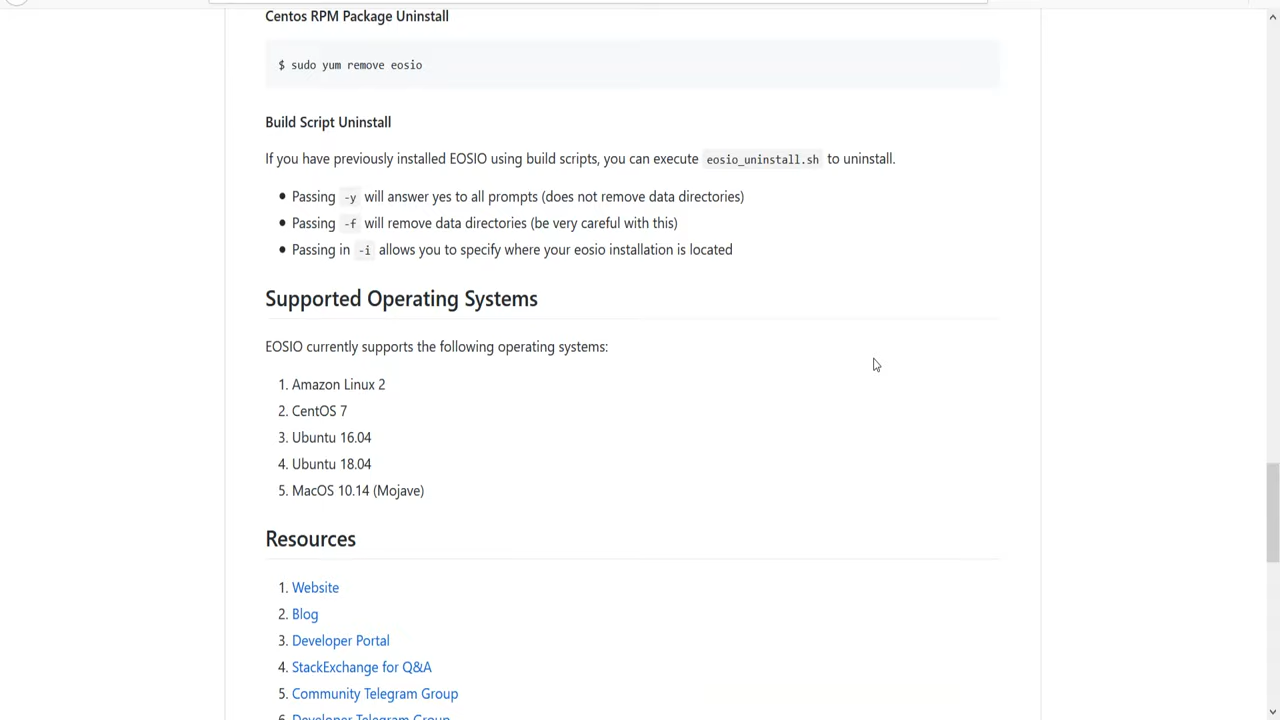 Centos RPM Package Uninstall
$ sudo yum remove eosio
Build Script Uninstall
If you have previously installed EOSIO using build scripts, you can execute eosio_uninstall.sh to uninstall.
• Passing -y will answer yes to all prompts (does not remove data directories)
• Passing -f will remove data directories (be very careful with this)
• Passing in -i allows you to specify where your eosio installation is located
Supported Operating Systems
EOSIO currently supports the following operating systems:
1. Amazon Linux 2
2. CentOS 7
3. Ubuntu 16.04
4. Ubuntu 18.04
5. MacOS 10.14 (Mojave)
Resources
1. Website
2. Blog
3. Developer Portal
4. StackExchange for Q&A
5. Community Telegram Group
6. Developer Telegram Group